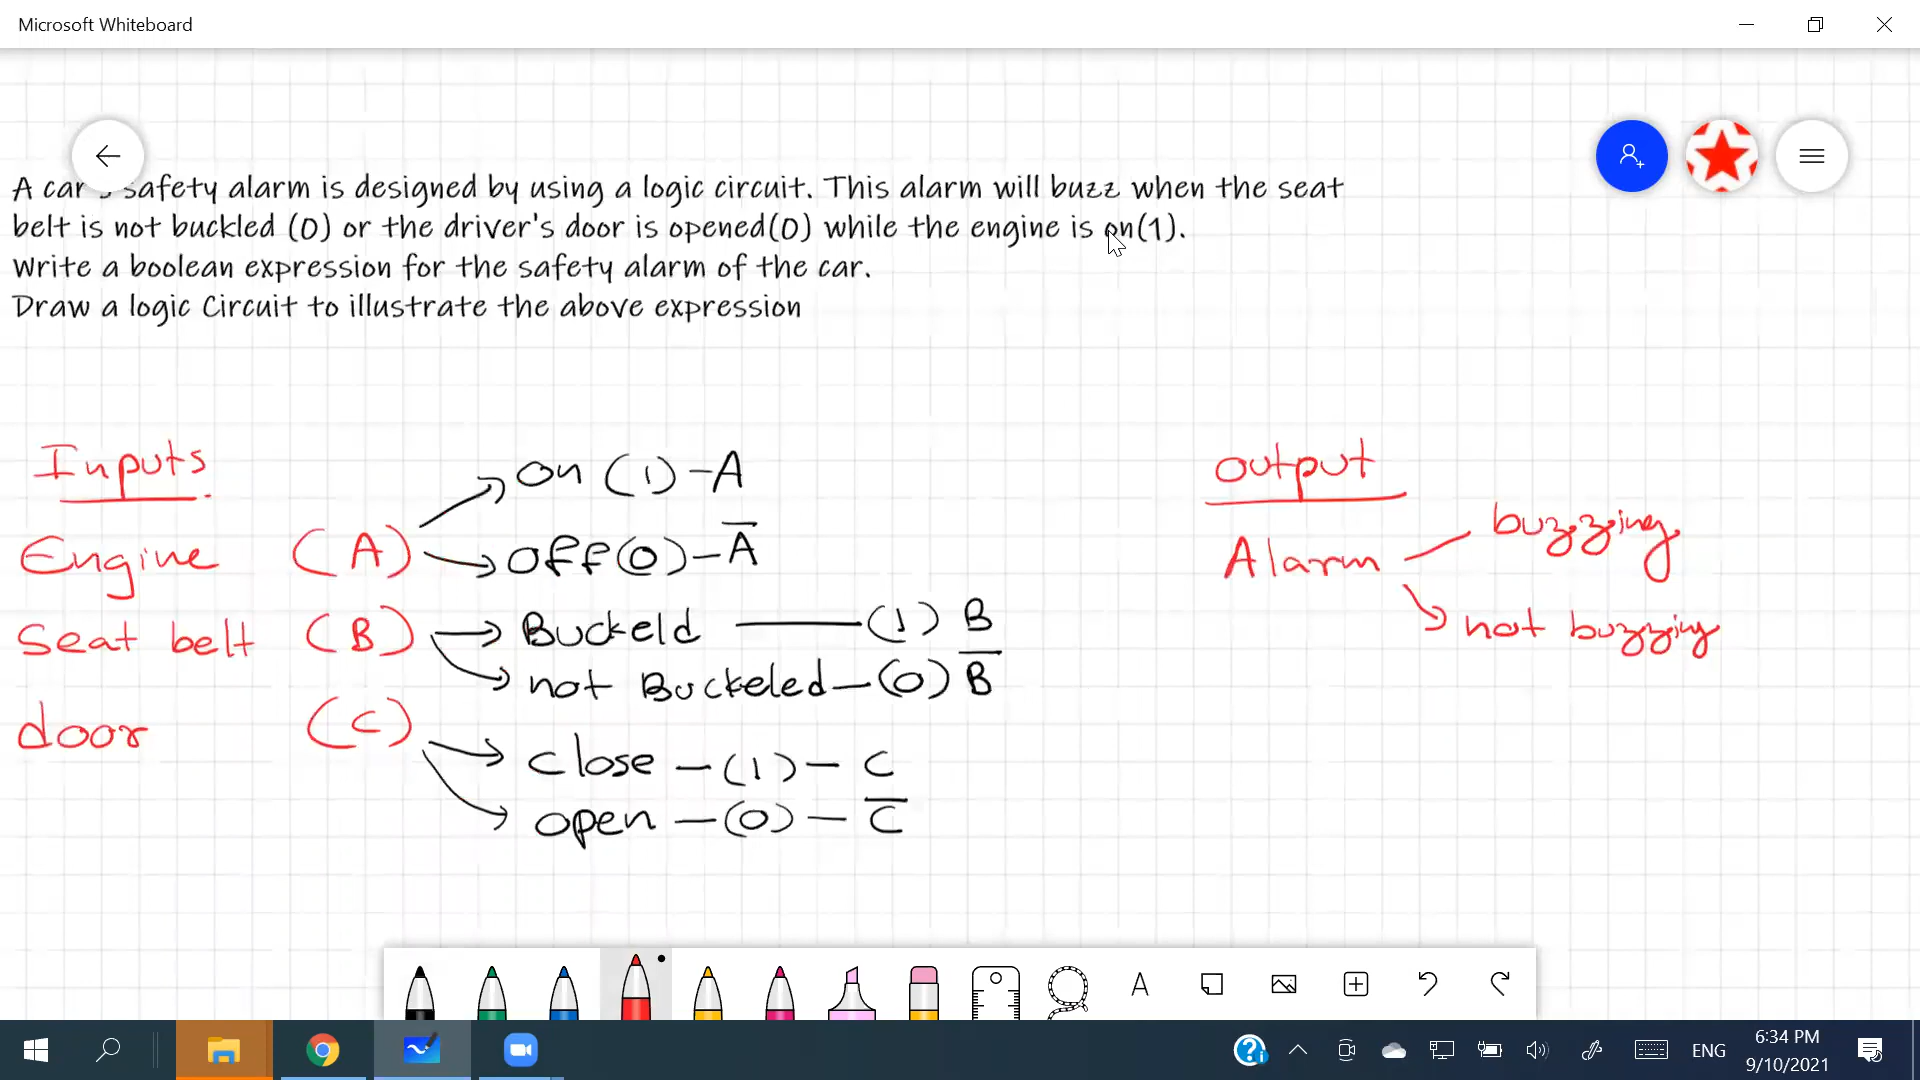 Microsoft Whiteboard
A car's safety alarm is designed by using a logic circuit. This alarm will buzz when the seat
belt is not buckled (0) or the driver's door is opened(0) while the engine is on(1).
Write a boolean expression for the safety alarm of the car.
Draw a logic Circuit to illustrate the above expression
Inputs
Engine (A)
on (1) - A
off (0) - A̅
Seat belt (B)
Buckeld — (1) B
not Buckeled — (0) B̅
door (C)
close - (1) - C
open - (0) - C̅
output
Alarm
buzzing
not buzzing
A
ENG
6:34 PM
9/10/2021